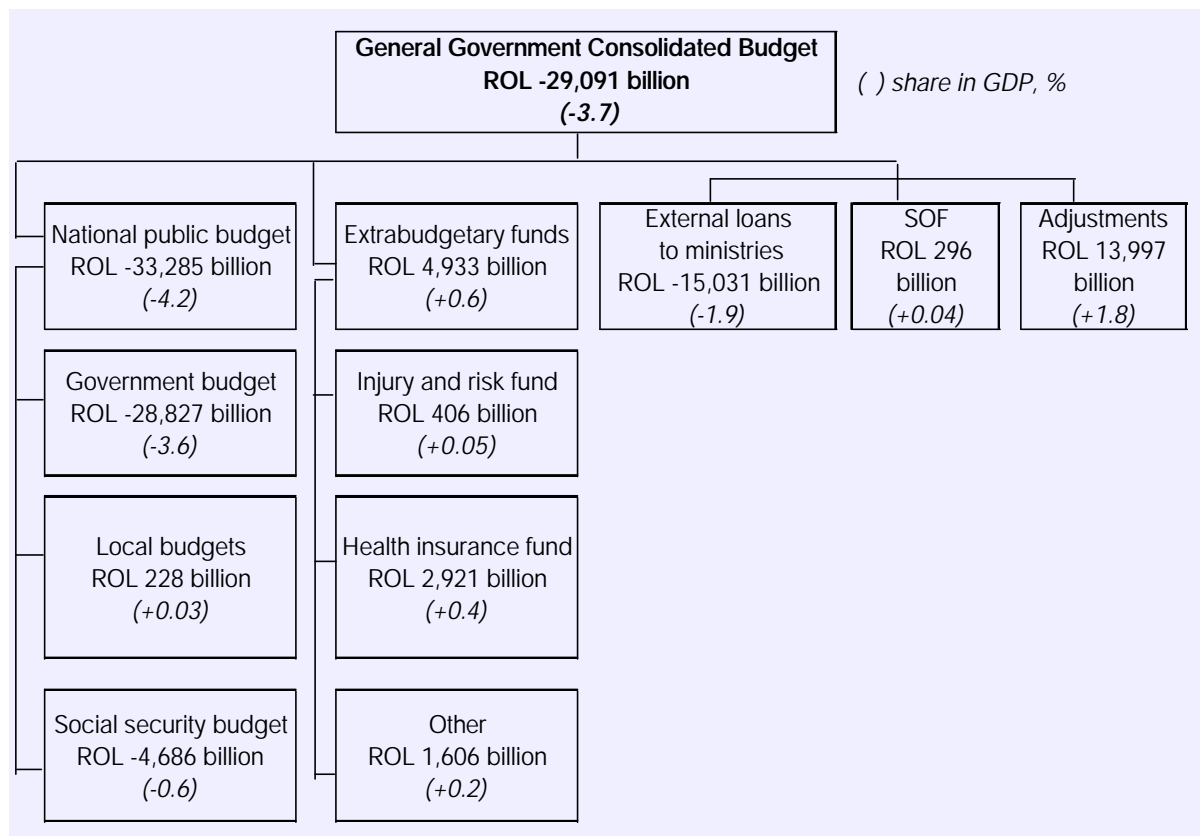 General Government Consolidated Budget
ROL -29,091 billion
(-3.7)
( ) share in GDP, %
National public budget
ROL -33,285 billion
(-4.2)
Extrabudgetary funds
ROL 4,933 billion
(+0.6)
External loans
to ministries
ROL -15,031 billion
(-1.9)
SOF
ROL 296
billion
(+0.04)
Adjustments
ROL 13,997
billion
(+1.8)
Government budget
ROL -28,827 billion
(-3.6)
Injury and risk fund
ROL 406 billion
(+0.05)
Local budgets
ROL 228 billion
(+0.03)
Health insurance fund
ROL 2,921 billion
(+0.4)
Social security budget
ROL -4,686 billion
(-0.6)
Other
ROL 1,606 billion
(+0.2)